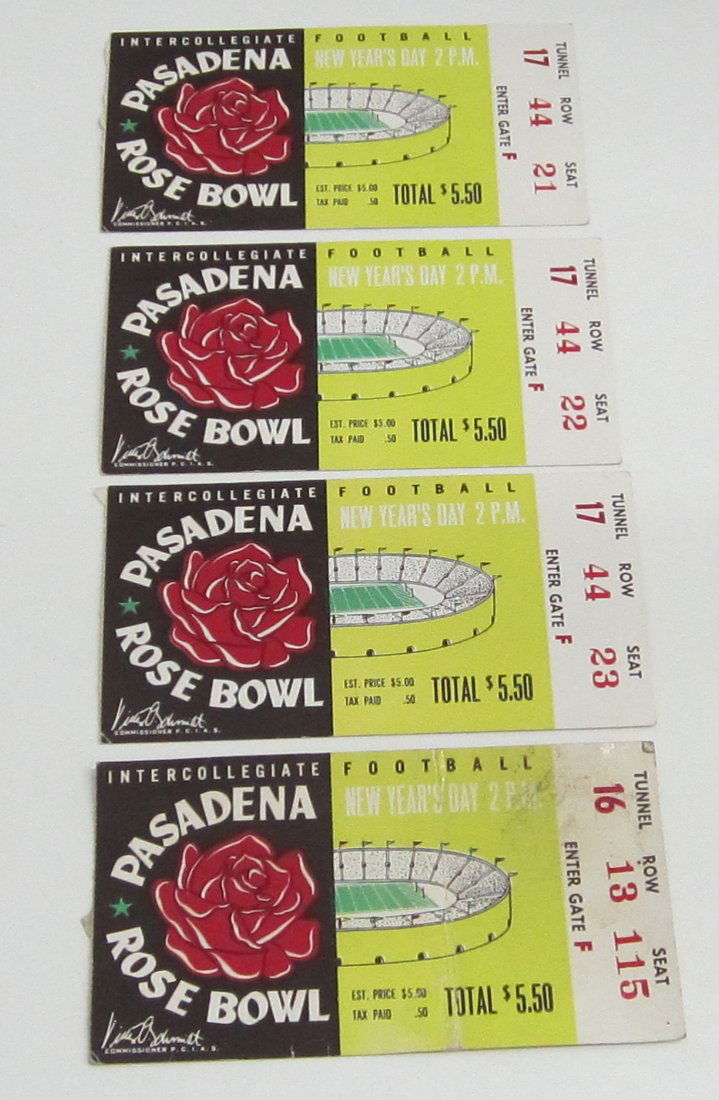 INTERCOLLEGIATE FOOTBALL
PASADENA
ROSE BOWL
NEW YEAR'S DAY 2 P.M.
EST. PRICE $5.00
TAX PAID .50
TOTAL $5.50
COMMISSIONER P.C.I.A.S.
ENTER GATE F
TUNNEL 17
ROW 44
SEAT 21
INTERCOLLEGIATE FOOTBALL
PASADENA
ROSE BOWL
NEW YEAR'S DAY 2 P.M.
EST. PRICE $5.00
TAX PAID .50
TOTAL $5.50
COMMISSIONER P.C.I.A.S.
ENTER GATE F
TUNNEL 17
ROW 44
SEAT 22
INTERCOLLEGIATE FOOTBALL
PASADENA
ROSE BOWL
NEW YEAR'S DAY 2 P.M.
EST. PRICE $5.00
TAX PAID .50
TOTAL $5.50
COMMISSIONER P.C.I.A.S.
ENTER GATE F
TUNNEL 17
ROW 44
SEAT 23
INTERCOLLEGIATE FOOTBALL
PASADENA
ROSE BOWL
NEW YEAR'S DAY 2 P.M.
EST. PRICE $5.00
TAX PAID .50
TOTAL $5.50
COMMISSIONER P.C.I.A.S.
ENTER GATE F
TUNNEL 16
ROW 13
SEAT 115